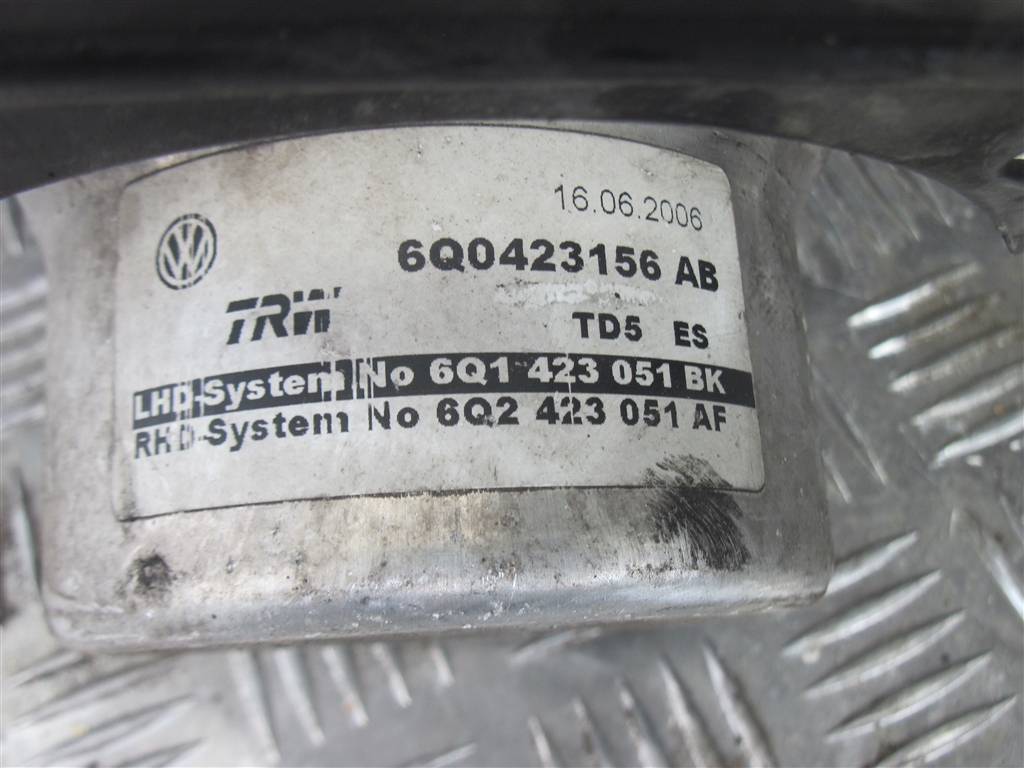 16.06.2006
6Q0423156 AB
TRW
TD5 ES
LHD-System No 6Q1 423 051 BK
RHD-System No 6Q2 423 051 AF